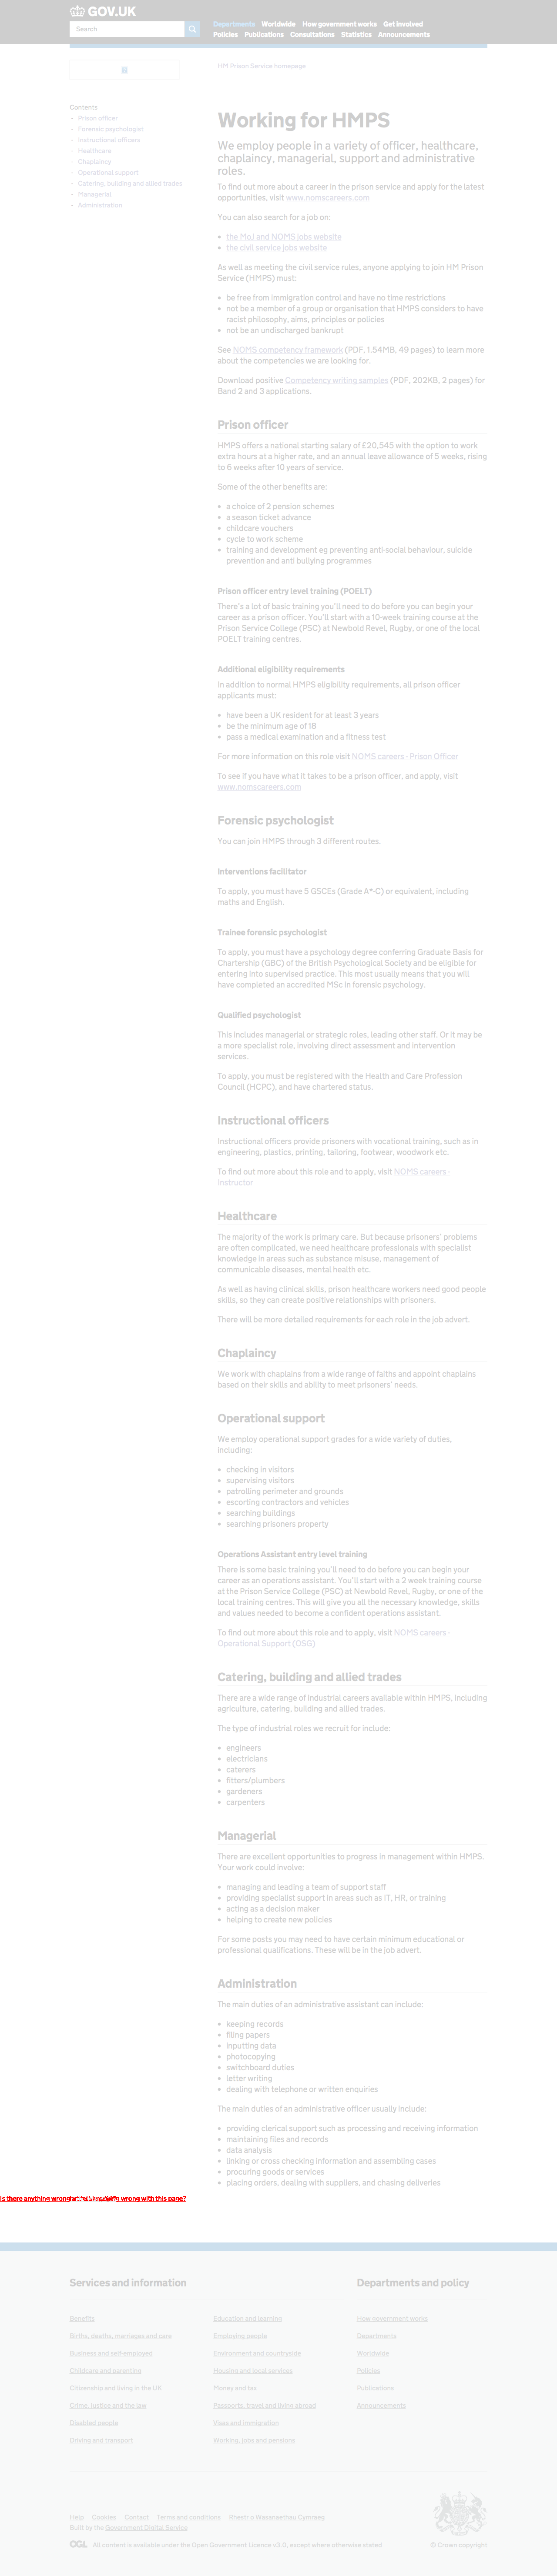 GOV.UK
Search
Departments Worldwide How government works Get involved
Policies Publications Consultations Statistics Announcements
HM Prison Service homepage
Contents
Prison officer
Forensic psychologist
Instructional officers
Healthcare
Chaplaincy
Operational support
Catering, building and allied trades
Managerial
Administration
Working for HMPS
We employ people in a variety of officer, healthcare,
chaplaincy, managerial, support and administrative
roles.
To find out more about a career in the prison service and apply for the latest
opportunities, visit www.nomscareers.com
You can also search for a job on:
the MoJ and NOMS jobs website
the civil service jobs website
As well as meeting the civil service rules, anyone applying to join HM Prison
Service (HMPS) must:
be free from immigration control and have no time restrictions
not be a member of a group or organisation that HMPS considers to have
racist philosophy, aims, principles or policies
not be an undischarged bankrupt
See NOMS competency framework (PDF, 1.54MB, 49 pages) to learn more
about the competencies we are looking for.
Download positive Competency writing samples (PDF, 202KB, 2 pages) for
Band 2 and 3 applications.
Prison officer
HMPS offers a national starting salary of £20,545 with the option to work
extra hours at a higher rate, and an annual leave allowance of 5 weeks, rising
to 6 weeks after 10 years of service.
Some of the other benefits are:
a choice of 2 pension schemes
a season ticket advance
childcare vouchers
cycle to work scheme
training and development eg preventing anti-social behaviour, suicide
prevention and anti bullying programmes
Prison officer entry level training (POELT)
There's a lot of basic training you'll need to do before you can begin your
career as a prison officer. You'll start with a 10-week training course at the
Prison Service College (PSC) at Newbold Revel, Rugby, or one of the local
POELT training centres.
Additional eligibility requirements
In addition to normal HMPS eligibility requirements, all prison officer
applicants must:
have been a UK resident for at least 3 years
be the minimum age of 18
pass a medical examination and a fitness test
For more information on this role visit NOMS careers - Prison Officer
To see if you have what it takes to be a prison officer, and apply, visit
www.nomscareers.com
Forensic psychologist
You can join HMPS through 3 different routes.
Interventions facilitator
To apply, you must have 5 GSCEs (Grade A*-C) or equivalent, including
maths and English.
Trainee forensic psychologist
To apply, you must have a psychology degree conferring Graduate Basis for
Chartership (GBC) of the British Psychological Society and be eligible for
entering into supervised practice. This most usually means that you will
have completed an accredited MSc in forensic psychology.
Qualified psychologist
This includes managerial or strategic roles, leading other staff. Or it may be
a more specialist role, involving direct assessment and intervention
services.
To apply, you must be registered with the Health and Care Profession
Council (HCPC), and have chartered status.
Instructional officers
Instructional officers provide prisoners with vocational training, such as in
engineering, plastics, printing, tailoring, footwear, woodwork etc.
To find out more about this role and to apply, visit NOMS careers -
Instructor
Healthcare
The majority of the work is primary care. But because prisoners' problems
are often complicated, we need healthcare professionals with specialist
knowledge in areas such as substance misuse, management of
communicable diseases, mental health etc.
As well as having clinical skills, prison healthcare workers need good people
skills, so they can create positive relationships with prisoners.
There will be more detailed requirements for each role in the job advert.
Chaplaincy
We work with chaplains from a wide range of faiths and appoint chaplains
based on their skills and ability to meet prisoners' needs.
Operational support
We employ operational support grades for a wide variety of duties,
including:
checking in visitors
supervising visitors
patrolling perimeter and grounds
escorting contractors and vehicles
searching buildings
searching prisoners property
Operations Assistant entry level training
There is some basic training you'll need to do before you can begin your
career as an operations assistant. You'll start with a 2 week training course
at the Prison Service College (PSC) at Newbold Revel, Rugby, or one of the
local training centres. This will give you all the necessary knowledge, skills
and values needed to become a confident operations assistant.
To find out more about this role and to apply, visit NOMS careers -
Operational Support (OSG)
Catering, building and allied trades
There are a wide range of industrial careers available within HMPS, including
agriculture, catering, building and allied trades.
The type of industrial roles we recruit for include:
engineers
electricians
caterers
fitters/plumbers
gardeners
carpenters
Managerial
There are excellent opportunities to progress in management within HMPS.
Your work could involve:
managing and leading a team of support staff
providing specialist support in areas such as IT, HR, or training
acting as a decision maker
helping to create new policies
For some posts you may need to have certain minimum educational or
professional qualifications. These will be in the job advert.
Administration
The main duties of an administrative assistant can include:
keeping records
filing papers
inputting data
photocopying
switchboard duties
letter writing
dealing with telephone or written enquiries
The main duties of an administrative officer usually include:
providing clerical support such as processing and receiving information
maintaining files and records
data analysis
linking or cross checking information and assembling cases
procuring goods or services
placing orders, dealing with suppliers, and chasing deliveries
Is there anything wrong wrong with this page?
Services and information
Departments and policy
Benefits
Births, deaths, marriages and care
Business and self-employed
Childcare and parenting
Citizenship and living in the UK
Crime, justice and the law
Disabled people
Driving and transport
Education and learning
Employing people
Environment and countryside
Housing and local services
Money and tax
Passports, travel and living abroad
Visas and immigration
Working, jobs and pensions
How government works
Departments
Worldwide
Policies
Publications
Announcements
Help Cookies Contact Terms and conditions Rhestr o Wasanaethau Cymraeg
Built by the Government Digital Service
OGL All content is available under the Open Government Licence v3.0, except where otherwise stated
© Crown copyright